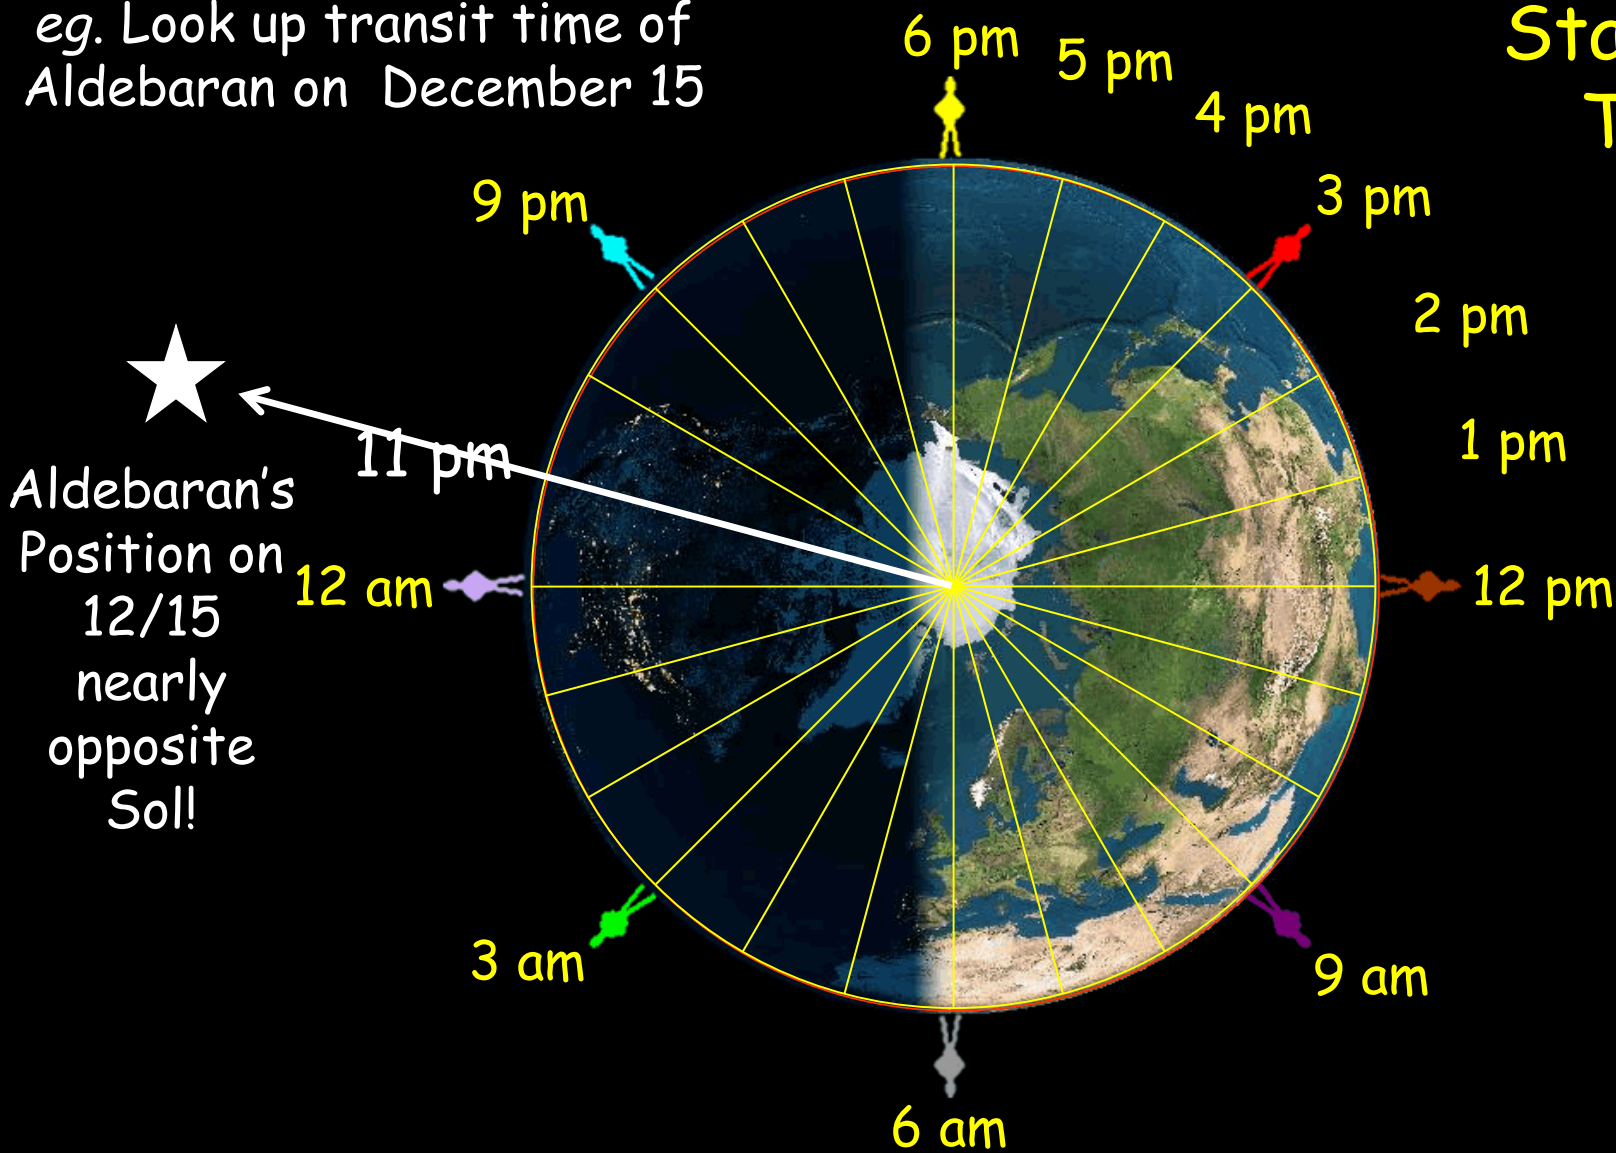 eg. Look up transit time of
Aldebaran on December 15
6 pm
5 pm
4 pm
3 pm
2 pm
1 pm
12 pm
9 am
6 am
3 am
12 am
11 pm
9 pm
Aldebaran's
Position on
12/15
nearly
opposite
Sol!